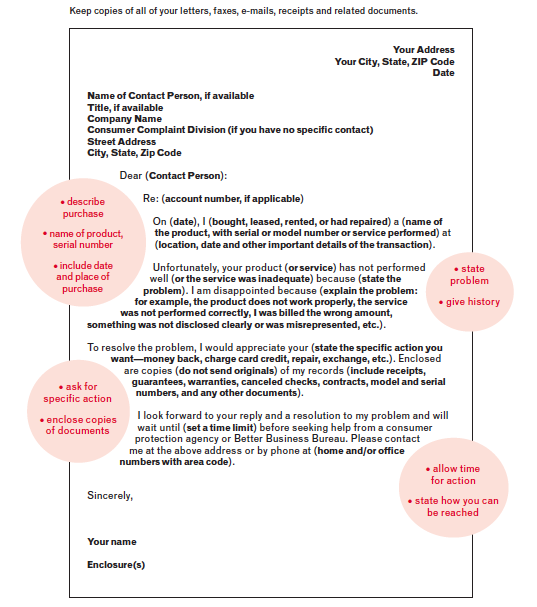 Keep copies of all of your letters, faxes, e-mails, receipts and related documents.
Your Address
Your City, State, ZIP Code
Date
Name of Contact Person, if available
Title, if available
Company Name
Consumer Complaint Division (if you have no specific contact)
Street Address
City, State, Zip Code
Dear (Contact Person):
Re: (account number, if applicable)
• describe
purchase
• name of product,
serial number
• include date
and place of
purchase
On (date), I (bought, leased, rented, or had repaired) a (name of
the product, with serial or model number or service performed) at
(location, date and other important details of the transaction).
Unfortunately, your product (or service) has not performed
well (or the service was inadequate) because (state the
problem). I am disappointed because (explain the problem:
for example, the product does not work properly, the service
was not performed correctly, I was billed the wrong amount,
something was not disclosed clearly or was misrepresented, etc.).
• state
problem
• give history
To resolve the problem, I would appreciate your (state the specific action you
want—money back, charge card credit, repair, exchange, etc.). Enclosed
are copies (do not send originals) of my records (include receipts,
guarantees, warranties, canceled checks, contracts, model and serial
numbers, and any other documents).
• ask for
specific action
• enclose copies
of documents
I look forward to your reply and a resolution to my problem and will
wait until (set a time limit) before seeking help from a consumer
protection agency or Better Business Bureau. Please contact
me at the above address or by phone at (home and/or office
numbers with area code).
• allow time
for action
• state how you can
be reached
Sincerely,
Your name
Enclosure(s)